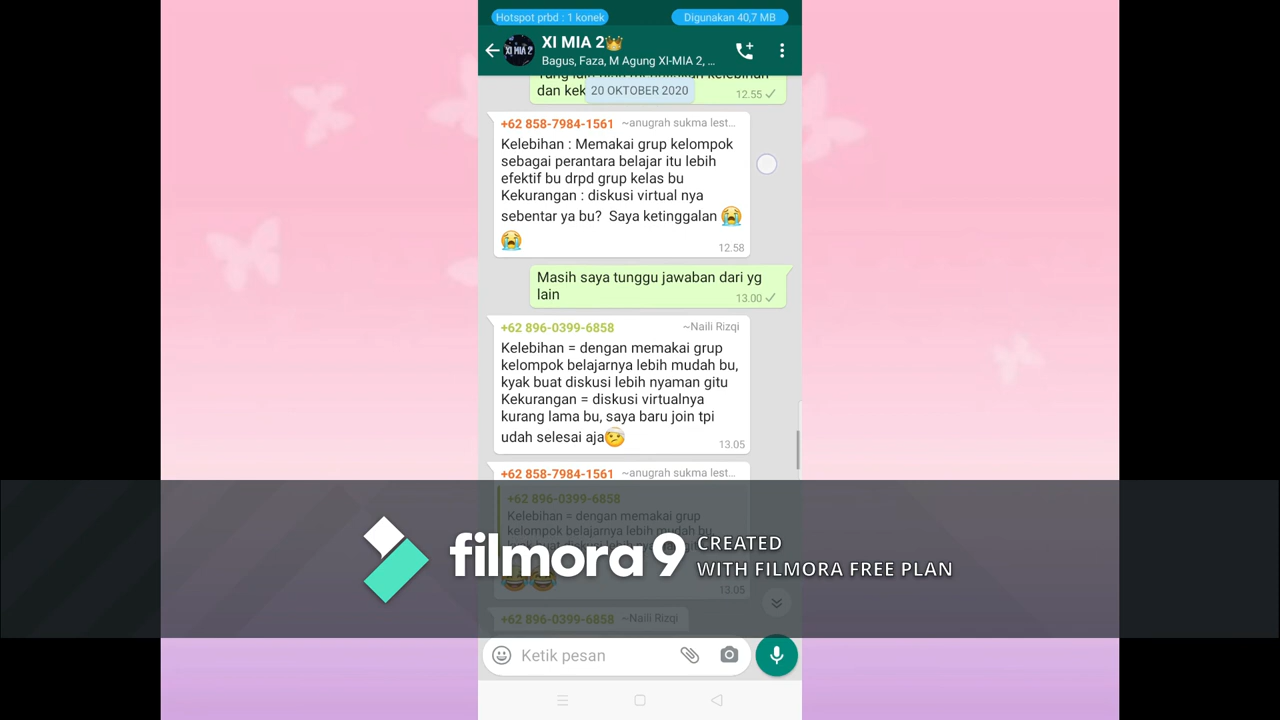 Hotspot prbd : 1 konek
Digunakan 40,7 MB
XI MIA 2
XI MIA 2👑
Bagus, Faza, M Agung XI-MIA 2, ...
dan kek
20 OKTOBER 2020
12.55
+62 858-7984-1561 ~anugrah sukma lest...
Kelebihan : Memakai grup kelompok
sebagai perantara belajar itu lebih
efektif bu drpd grup kelas bu
Kekurangan : diskusi virtual nya
sebentar ya bu? Saya ketinggalan 😭
😭
12.58
Masih saya tunggu jawaban dari yg
lain
13.00
+62 896-0399-6858 ~Naili Rizqi
Kelebihan = dengan memakai grup
kelompok belajarnya lebih mudah bu,
kyak buat diskusi lebih nyaman gitu
Kekurangan = diskusi virtualnya
kurang lama bu, saya baru join tpi
udah selesai aja🤕
13.05
+62 858-7984-1561 ~anugrah sukma lest...
+62 896-0399-6858
Kelebihan = dengan memakai grup
kelompok belajarnya lebih mudah bu,
filmora9
CREATED
WITH FILMORA FREE PLAN
😂😂
13.05
+62 896-0399-6858 ~Naili Rizqi
Ketik pesan